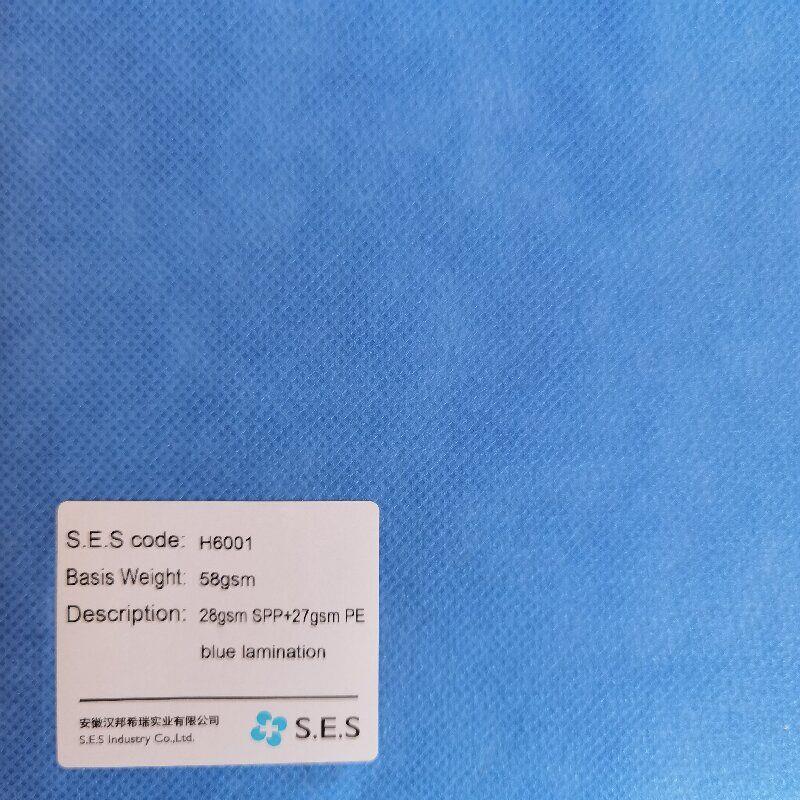 S.E.S code: H6001
Basis Weight: 58gsm
Description: 28gsm SPP+27gsm PE
blue lamination
安徽汉邦希瑞实业有限公司
S.E.S Industry Co.,Ltd.
S.E.S